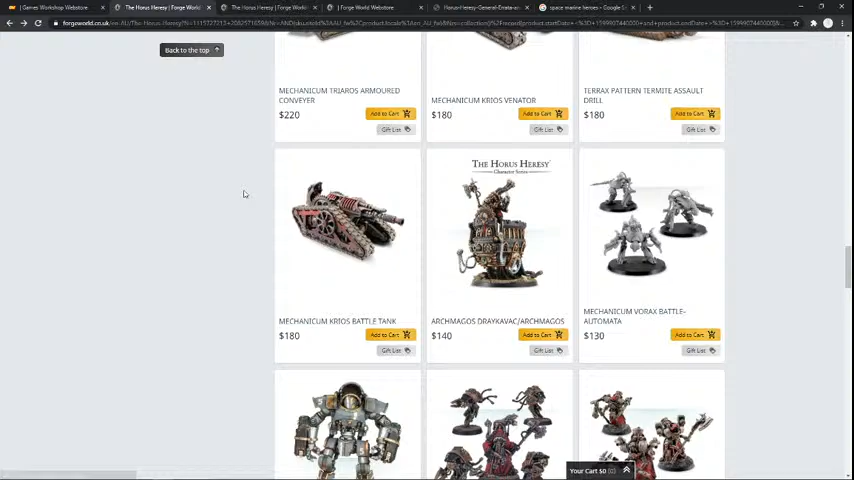 Games Workshop Webstore
The Horus Heresy | Forge World
The Horus Heresy | Forge World
| Forge World Webstore
space marine heroes - Google
forgeworld.co.uk
Back to the top
MECHANICUM TRIAROS ARMOURED
CONVEYER
$220
Add to Cart
Gift List
MECHANICUM KRIOS VENATOR
$180
Add to Cart
Gift List
TERRAX PATTERN TERMITE ASSAULT
DRILL
$180
Add to Cart
Gift List
MECHANICUM KRIOS BATTLE TANK
$180
Add to Cart
Gift List
THE HORUS HERESY
Character Series
ARCHMAGOS DRAYKAVAC/ARCHMAGOS
$140
Add to Cart
Gift List
MECHANICUM VORAX BATTLE-
AUTOMATA
$130
Add to Cart
Gift List
Your Cart $0 (0)